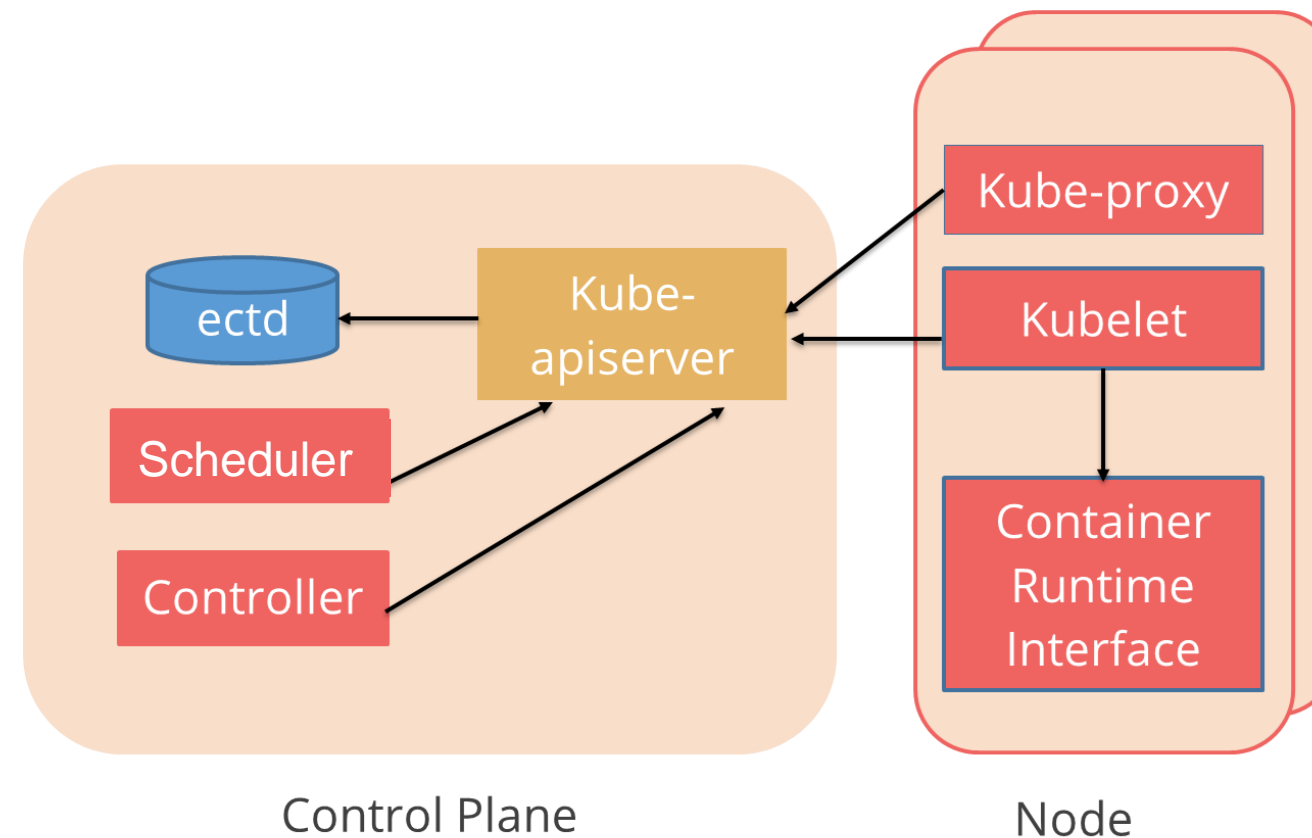 ectd
Kube-
apiserver
Scheduler
Controller
Control Plane
Kube-proxy
Kubelet
Container
Runtime
Interface
Node